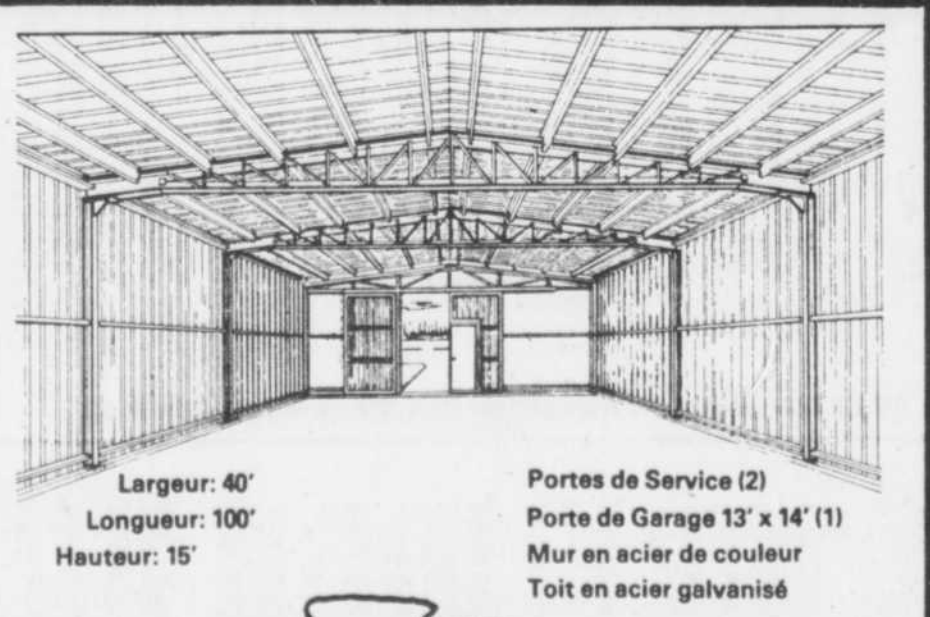 Largeur: 40'
Longueur: 100'
Hauteur: 15'
Portes de Service (2)
Porte de Garage 13' x 14' (1)
Mur en acier de couleur
Toit en acier galvanisé